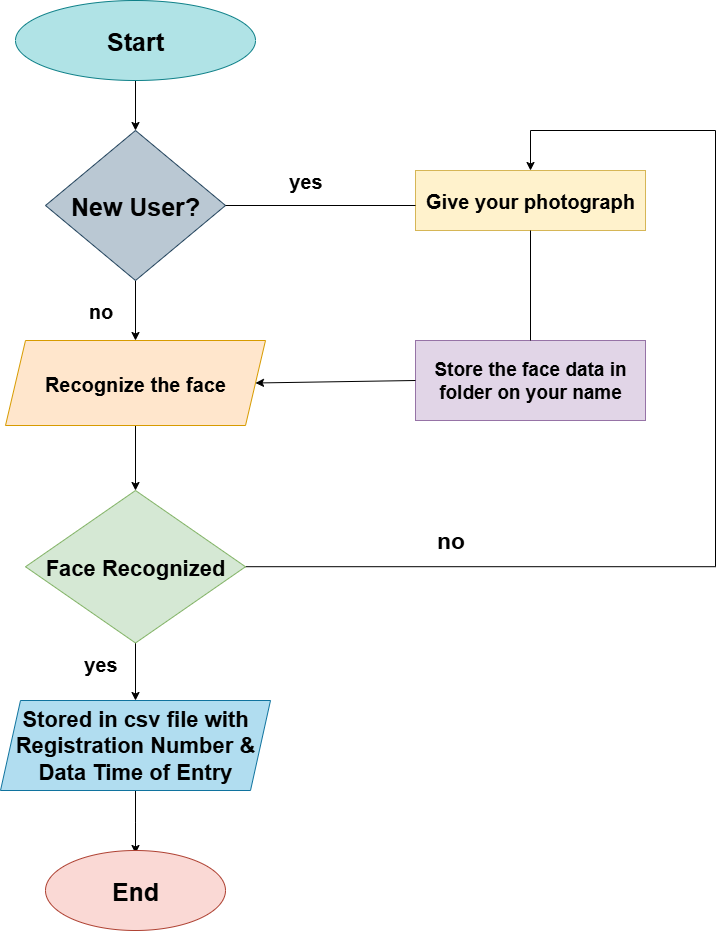 Start
New User?
yes
Give your photograph
no
Recognize the face
Store the face data in
folder on your name
Face Recognized
no
yes
Stored in csv file with
Registration Number &
Data Time of Entry
End